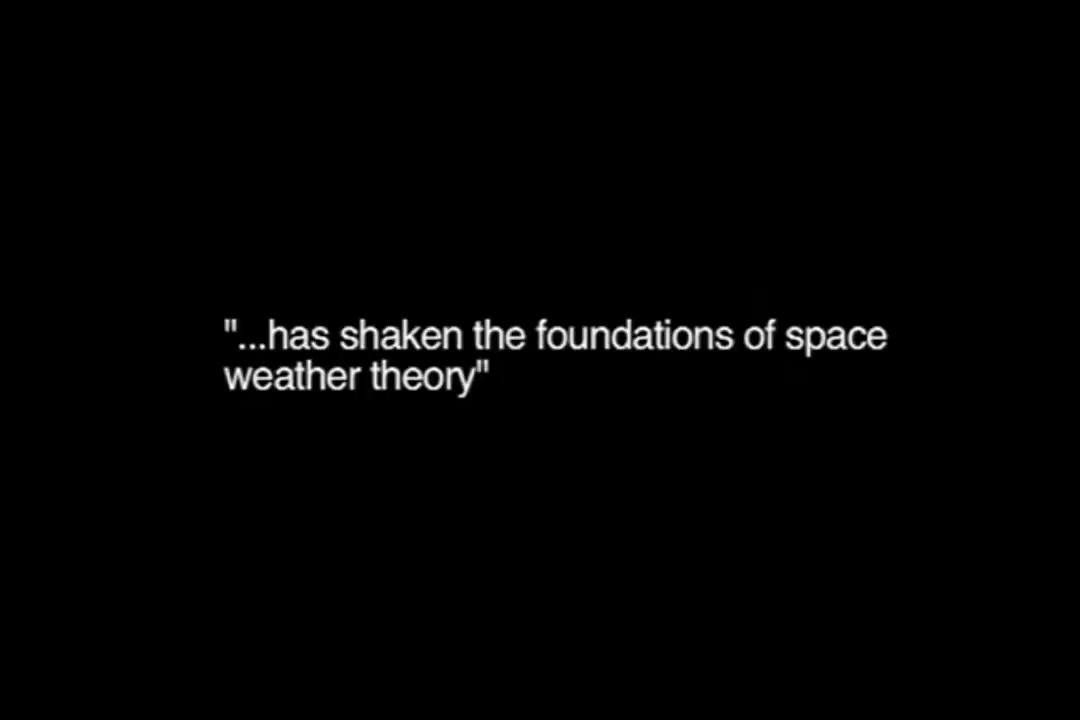 "...has shaken the foundations of space
weather theory"